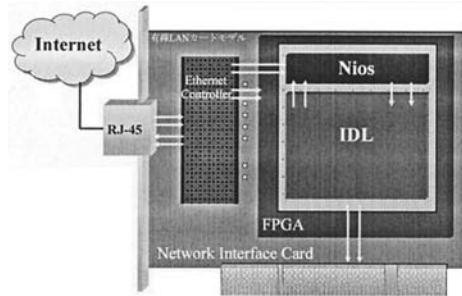 有線LANカードモデル
Internet
Ethernet
Controller
RJ-45
Nios
IDL
FPGA
Network Interface Card